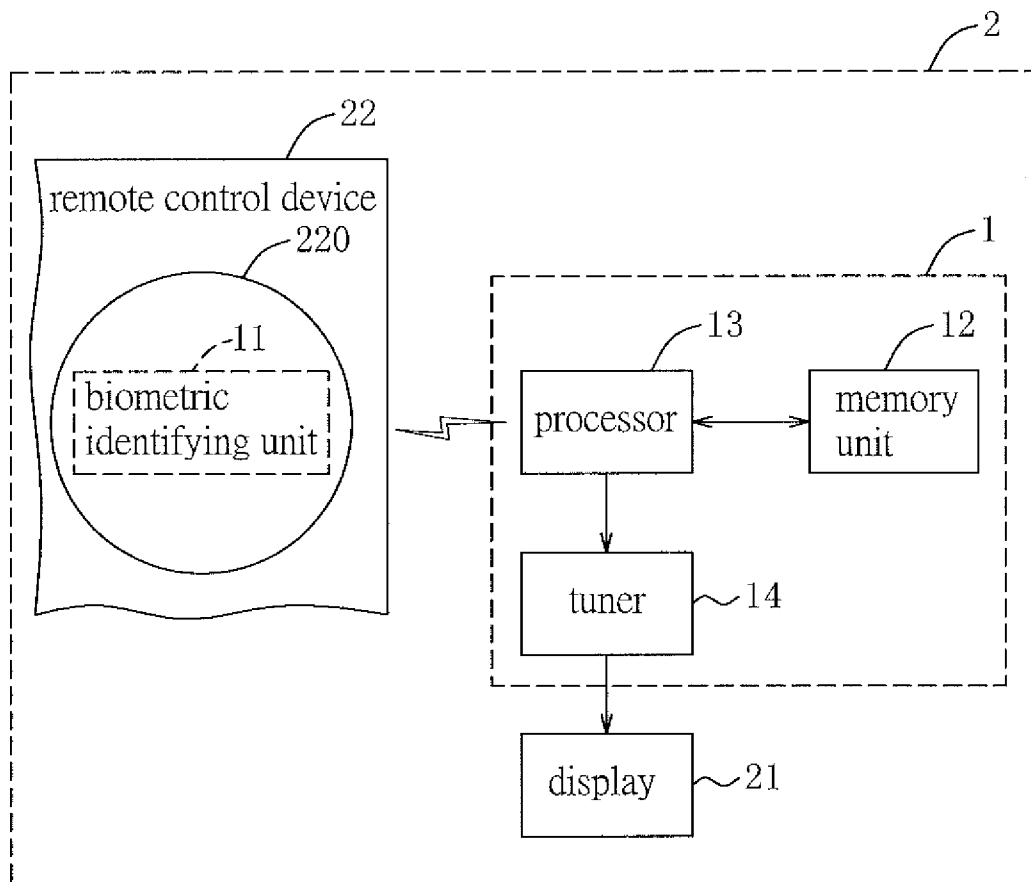 2
22
remote control device
220
11
biometric
identifying unit
1
13
processor
12
memory
unit
tuner
14
display
21